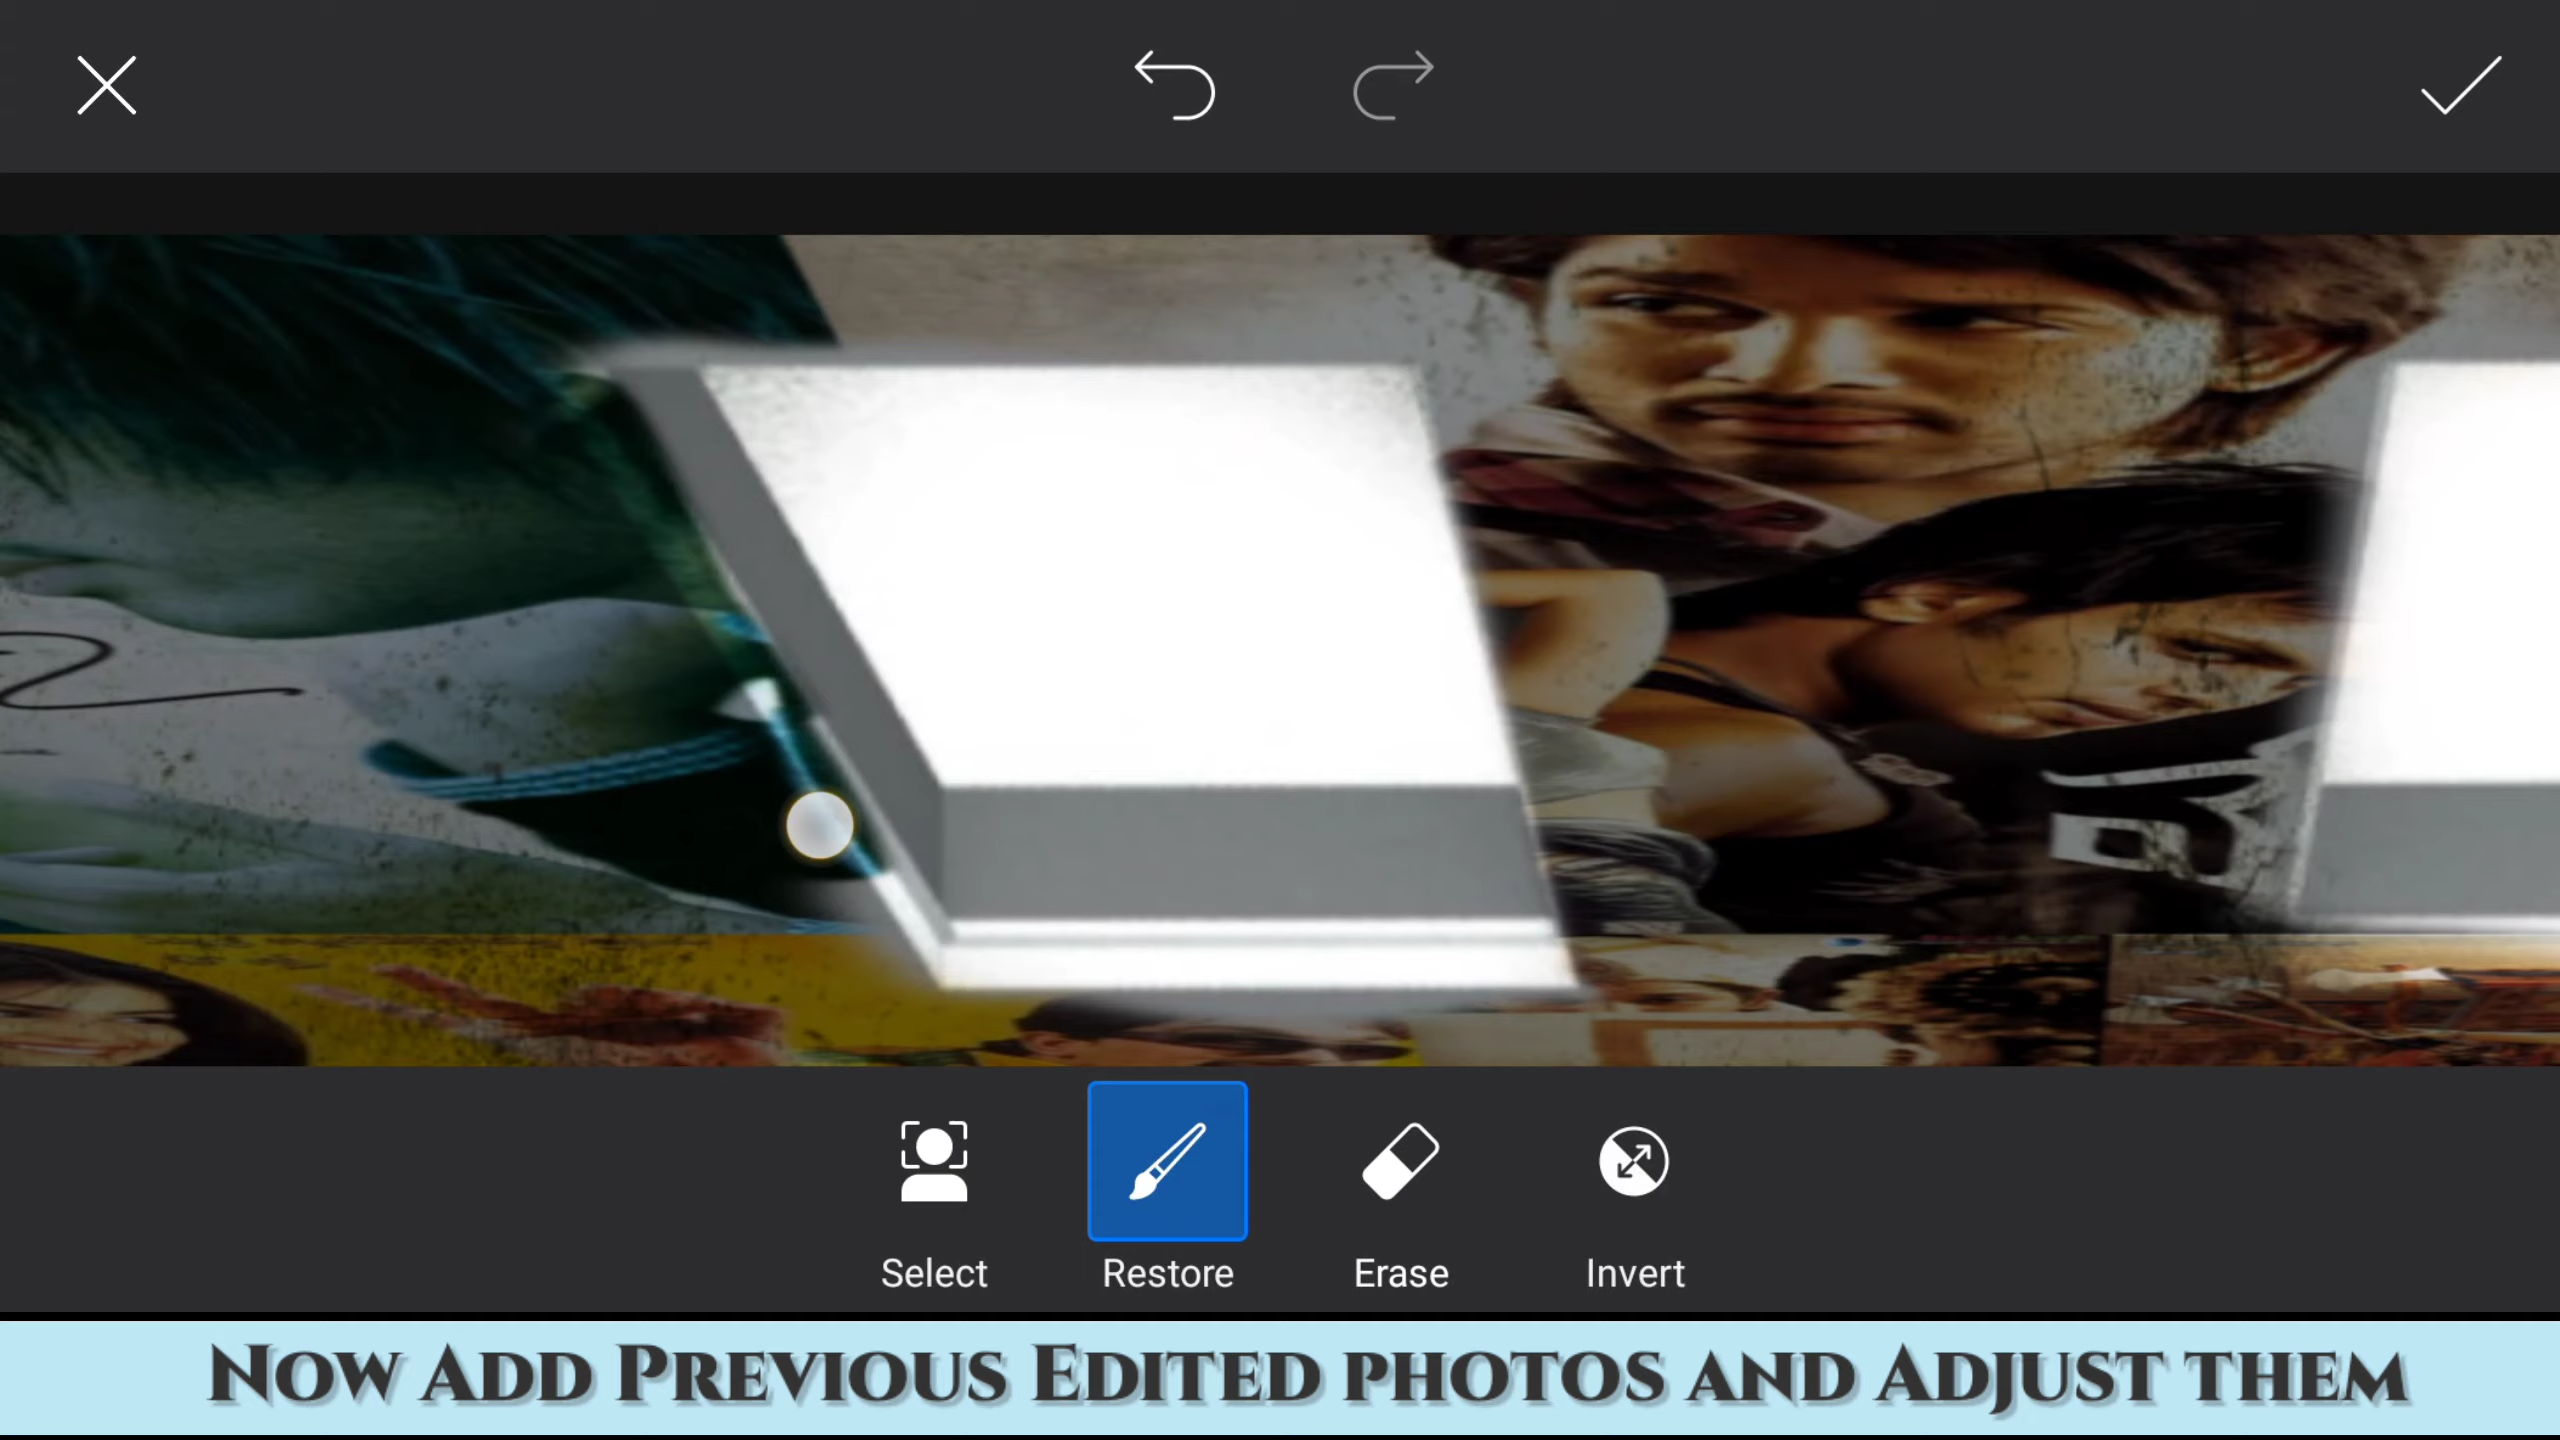 Select
Restore
Erase
Invert
Now Add Previous Edited photos and Adjust them